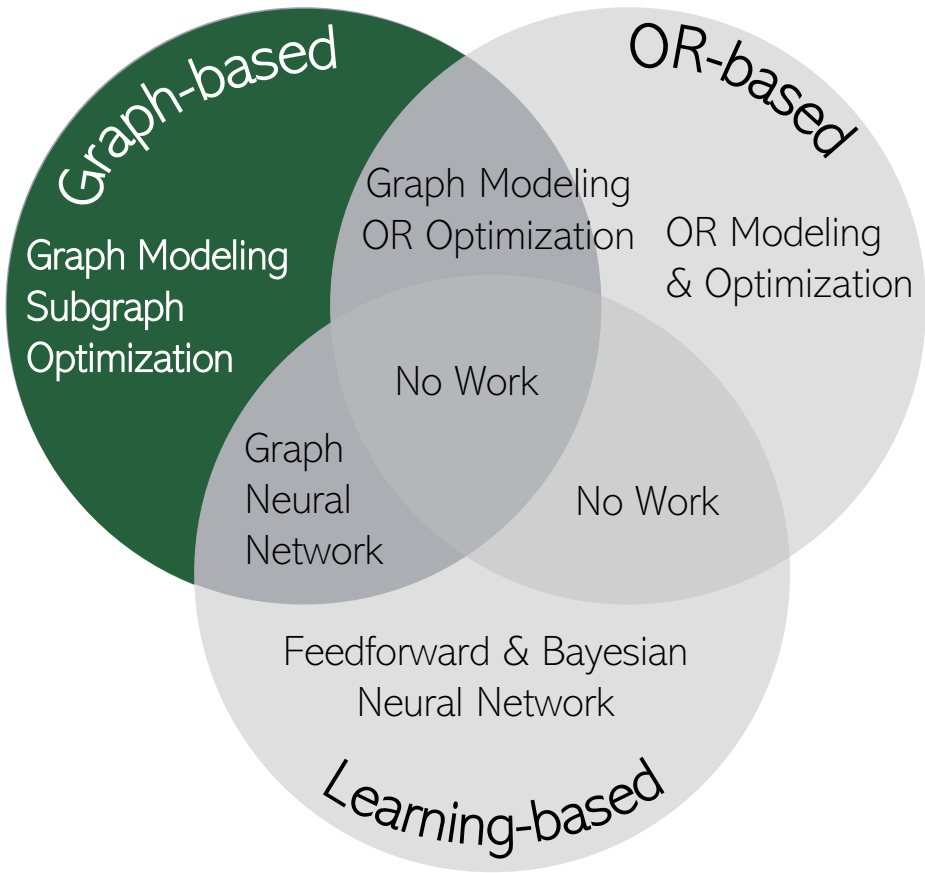 Graph-based
OR-based
Graph Modeling
OR Optimization
OR Modeling
& Optimization
Graph Modeling
Subgraph
Optimization
No Work
Graph
Neural
Network
No Work
Feedforward & Bayesian
Neural Network
Learning-based